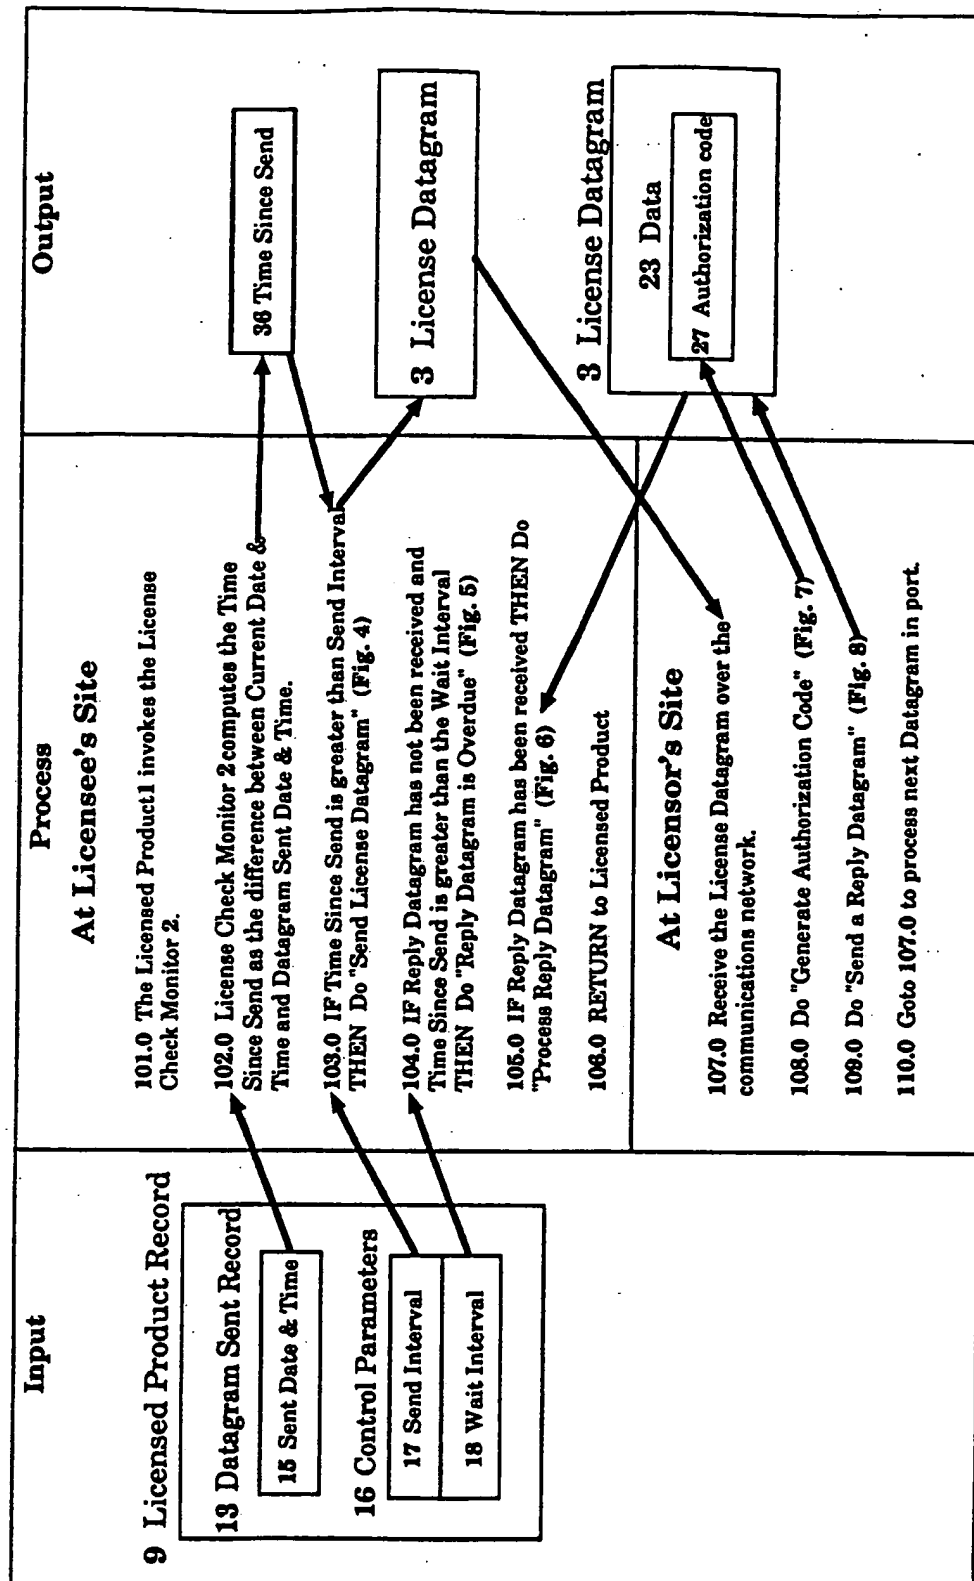 Input
9 Licensed Product Record
13 Datagram Sent Record
15 Sent Date & Time
16 Control Parameters
17 Send Interval
18 Wait Interval
Process
At Licensee's Site
101.0 The Licensed Product1 invokes the License
Check Monitor 2.
102.0 License Check Monitor 2 computes the Time
Since Send as the difference between Current Date &
Time and Datagram Sent Date & Time.
103.0 IF Time Since Send is greater than Send Interval
THEN Do "Send License Datagram" (Fig. 4)
104.0 IF Reply Datagram has not been received and
Time Since Send is greater than the Wait Interval
THEN Do "Reply Datagram is Overdue" (Fig. 5)
105.0 IF Reply Datagram has been received THEN Do
"Process Reply Datagram" (Fig. 6)
106.0 RETURN to Licensed Product
At Licensor's Site
107.0 Receive the License Datagram over the
communications network.
108.0 Do "Generate Authorization Code" (Fig. 7)
109.0 Do "Send a Reply Datagram" (Fig. 8)
110.0 Goto 107.0 to process next Datagram in port.
Output
36 Time Since Send
3 License Datagram
3 License Datagram
23 Data
27 Authorization code